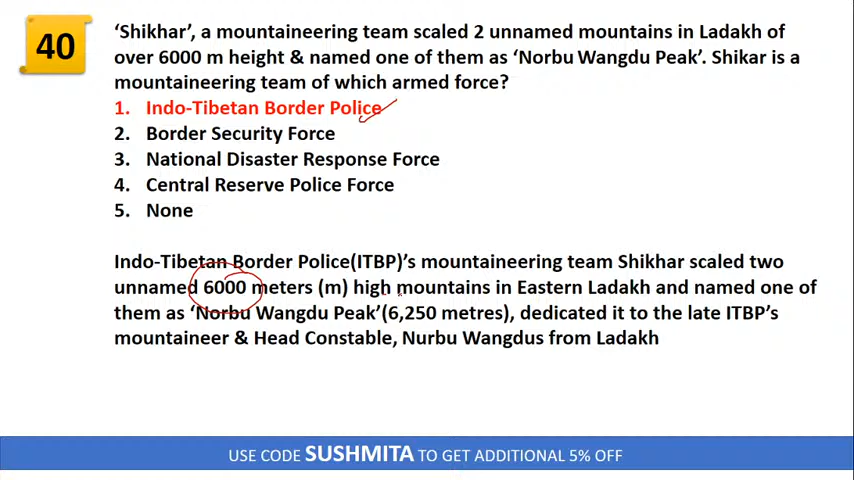 40
‘Shikhar’, a mountaineering team scaled 2 unnamed mountains in Ladakh of
over 6000 m height & named one of them as ‘Norbu Wangdu Peak’. Shikar is a
mountaineering team of which armed force?
1. Indo-Tibetan Border Police
2. Border Security Force
3. National Disaster Response Force
4. Central Reserve Police Force
5. None
Indo-Tibetan Border Police(ITBP)’s mountaineering team Shikhar scaled two
unnamed 6000 meters (m) high mountains in Eastern Ladakh and named one of
them as ‘Norbu Wangdu Peak’(6,250 metres), dedicated it to the late ITBP’s
mountaineer & Head Constable, Nurbu Wangdus from Ladakh
USE CODE SUSHMITA TO GET ADDITIONAL 5% OFF